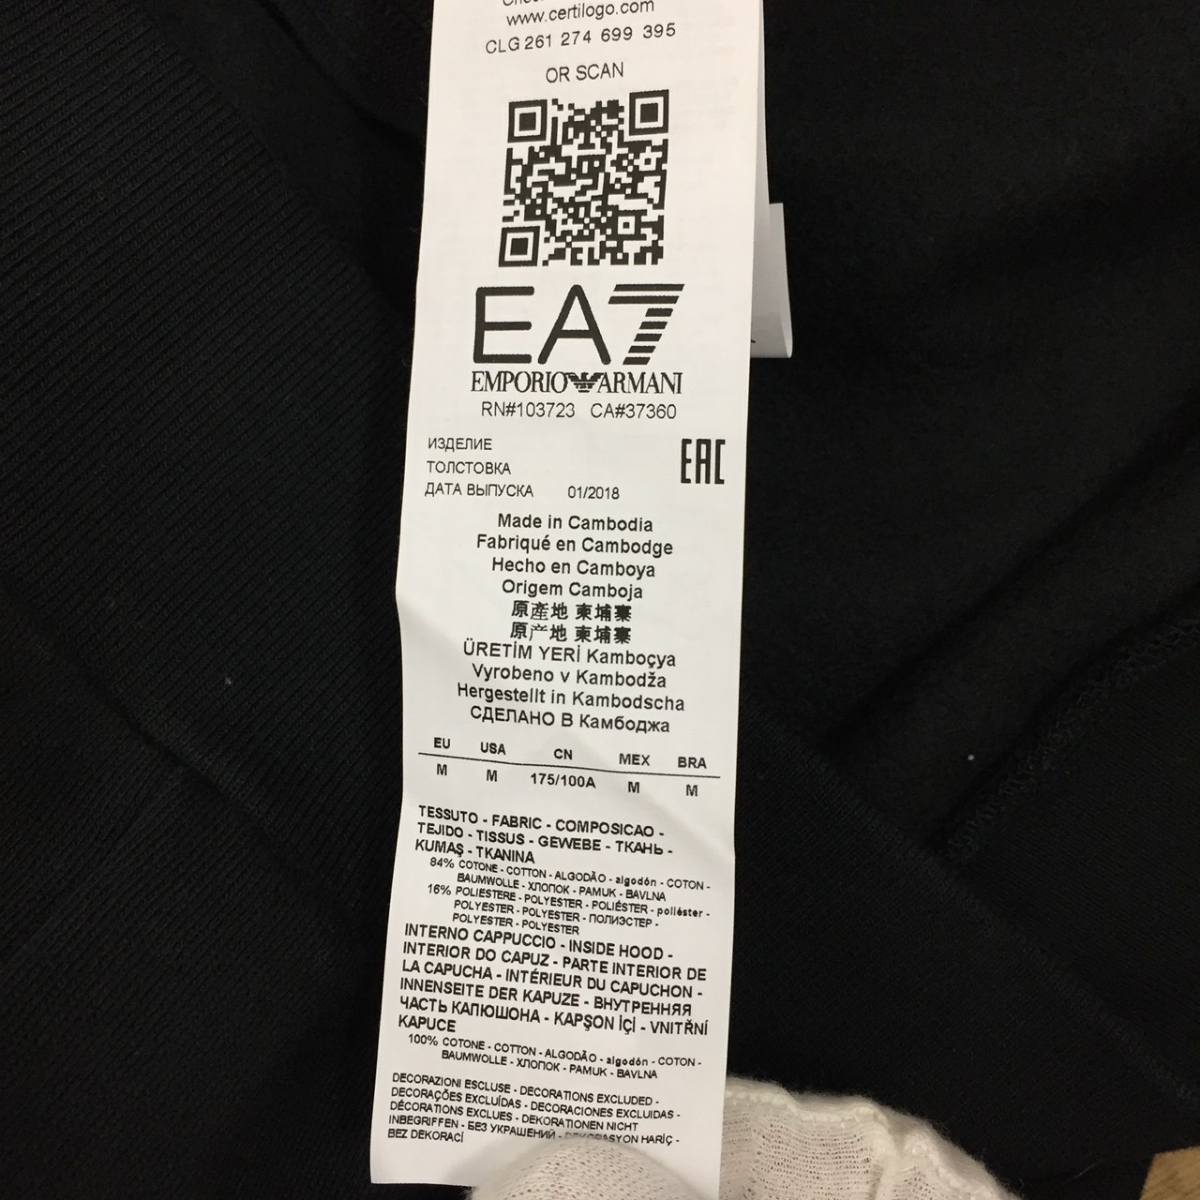 www.certilogo.com
CLG 261 274 699 395
OR SCAN
EA7
EMPORIO ARMANI
RN#103723 CA#37360
ИЗДЕЛИЕ
ТОЛСТОВКА
ДАТА ВЫПУСКА 01/2018
EAC
Made in Cambodia
Fabriqué en Cambodge
Hecho en Camboya
Origem Camboja
原產地 柬埔寨
原产地 柬埔寨
ÜRETİM YERİ Kamboçya
Vyrobeno v Kambodža
Hergestellt in Kambodscha
СДЕЛАНО В Камбоджа
EU USA CN MEX BRA
M M 175/100A M M
TESSUTO - FABRIC - COMPOSICAO -
TEJIDO - TISSUS - GEWEBE - ТКАНЬ -
KUMAŞ - TKANINA
84% COTONE - COTTON - ALGODÃO - algodón - COTON -
BAUMWOLLE - ХЛОПОК - PAMUK - BAVLNA
16% POLIESTERE - POLYESTER - POLIÉSTER - poliéster -
POLYESTER - POLYESTER - ПОЛИЭСТЕР -
POLYESTER - POLYESTER
INTERNO CAPPUCCIO - INSIDE HOOD -
INTERIOR DO CAPUZ - PARTE INTERIOR DE
LA CAPUCHA - INTÉRIEUR DU CAPUCHON -
INNENSEITE DER KAPUZE - ВНУТРЕННЯЯ
ЧАСТЬ КАПЮШОНА - KAPŞON İÇİ - VNITŘNÍ
KAPUCE
100% COTONE - COTTON - ALGODÃO - algodón - COTON -
BAUMWOLLE - ХЛОПОК - PAMUK - BAVLNA
DECORAZIONI ESCLUSE - DECORATIONS EXCLUDED -
DECORAÇÕES EXCLUÍDAS - DECORACIONES EXCLUIDAS -
DÉCORATIONS EXCLUES - DEKORATIONEN NICHT
INBEGRIFFEN - БЕЗ УКРАШЕНИЙ - DEKORASYON HARİÇ -
BEZ DEKORACÍ